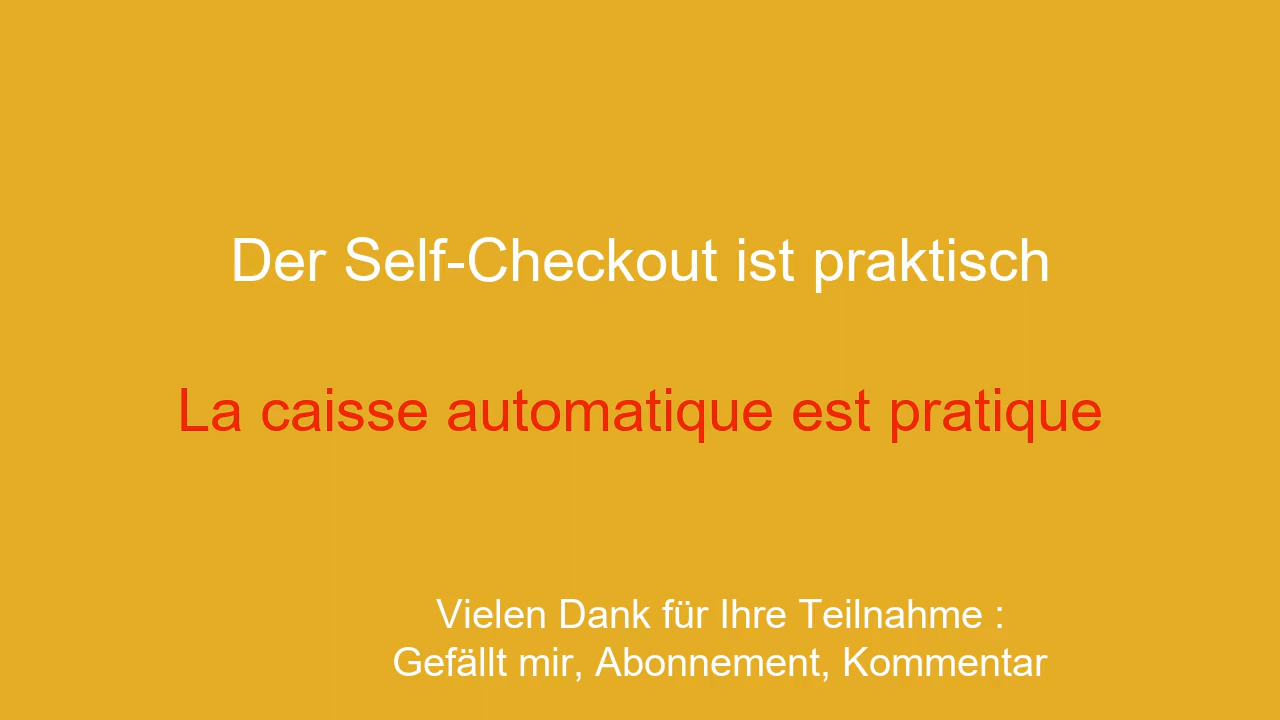 Der Self-Checkout ist praktisch
La caisse automatique est pratique
Vielen Dank für Ihre Teilnahme :
Gefällt mir, Abonnement, Kommentar